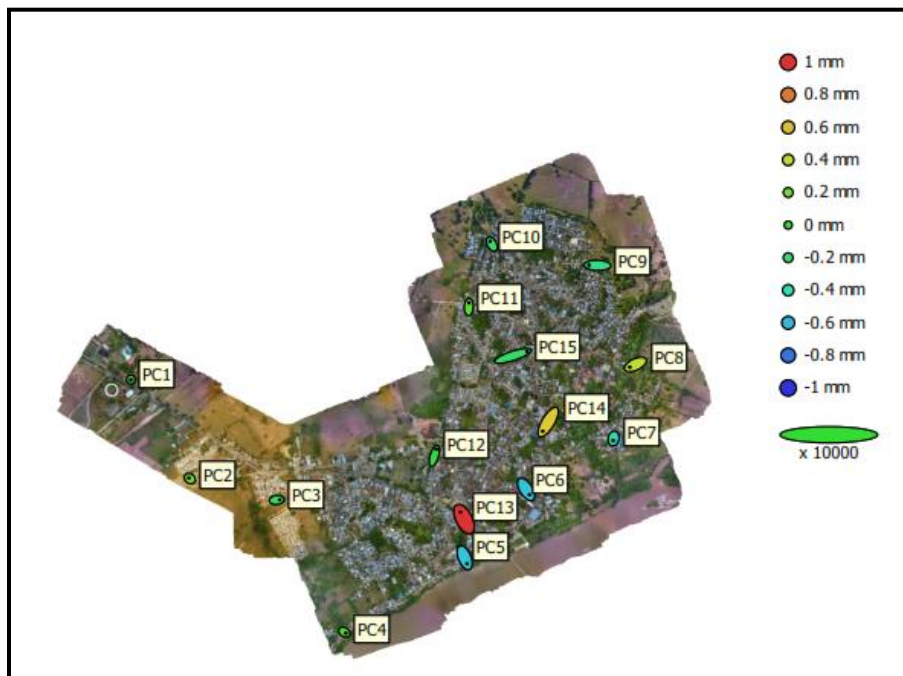 1 mm
0.8 mm
0.6 mm
0.4 mm
0.2 mm
0 mm
-0.2 mm
-0.4 mm
-0.6 mm
-0.8 mm
-1 mm
x 10000
PC10
PC9
PC11
PC15
PC8
PC1
PC14
PC7
PC12
PC2
PC6
PC3
PC13
PC5
PC4